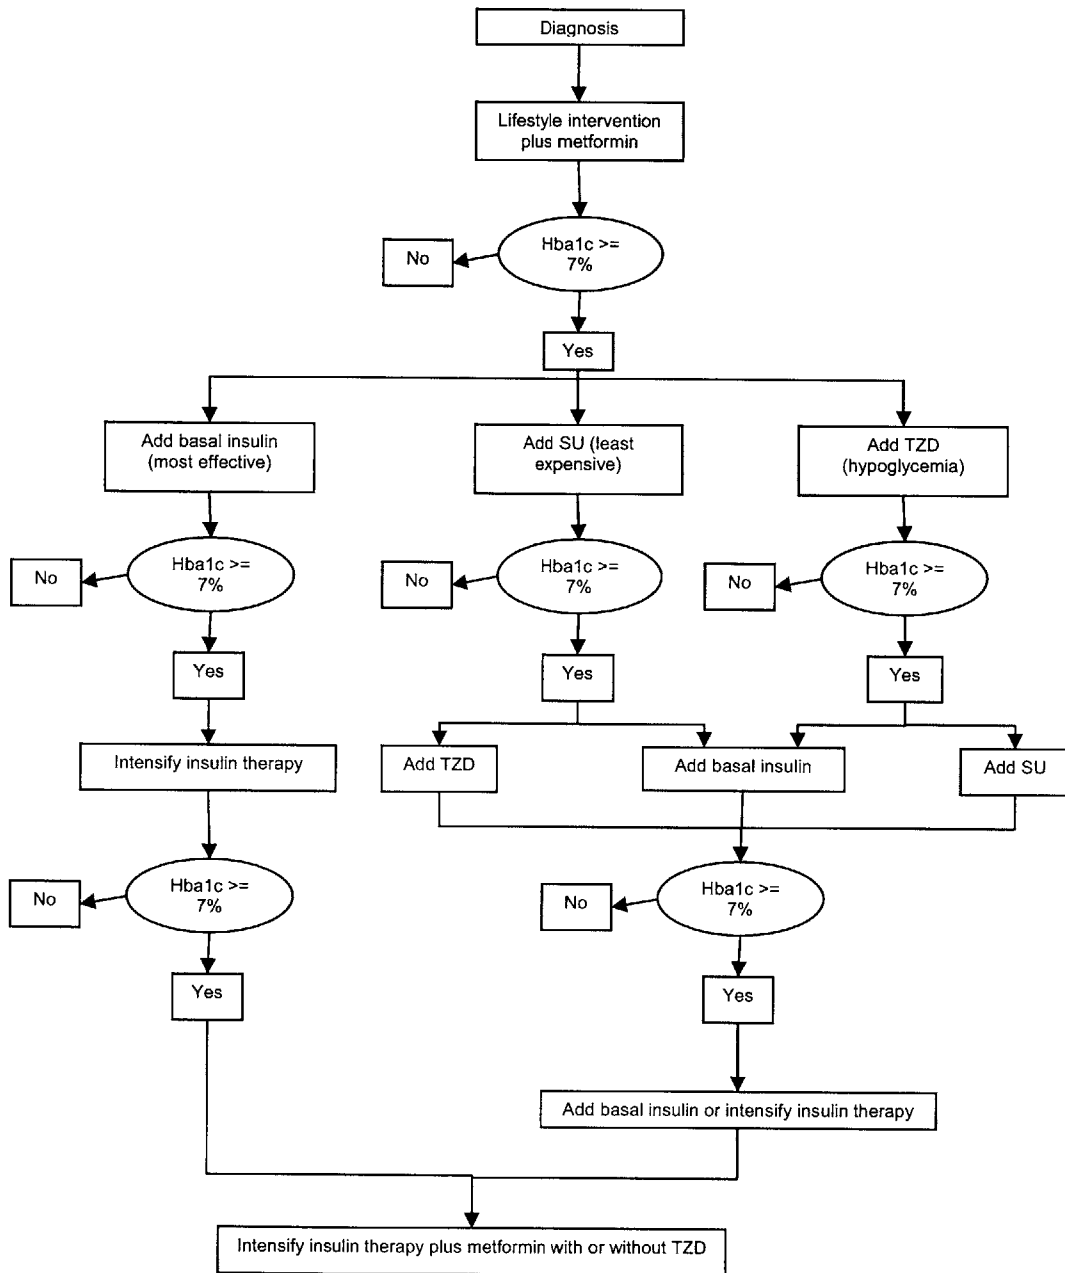 Diagnosis
Lifestyle intervention
plus metformin
Hba1c >=
7%
No
Yes
Add basal insulin
(most effective)
Add SU (least
expensive)
Add TZD
(hypoglycemia)
Hba1c >=
7%
No
Hba1c >=
7%
No
Hba1c >=
7%
No
Yes
Yes
Yes
Intensify insulin therapy
Add TZD
Add basal insulin
Add SU
Hba1c >=
7%
No
Hba1c >=
7%
No
Yes
Yes
Add basal insulin or intensify insulin therapy
Intensify insulin therapy plus metformin with or without TZD